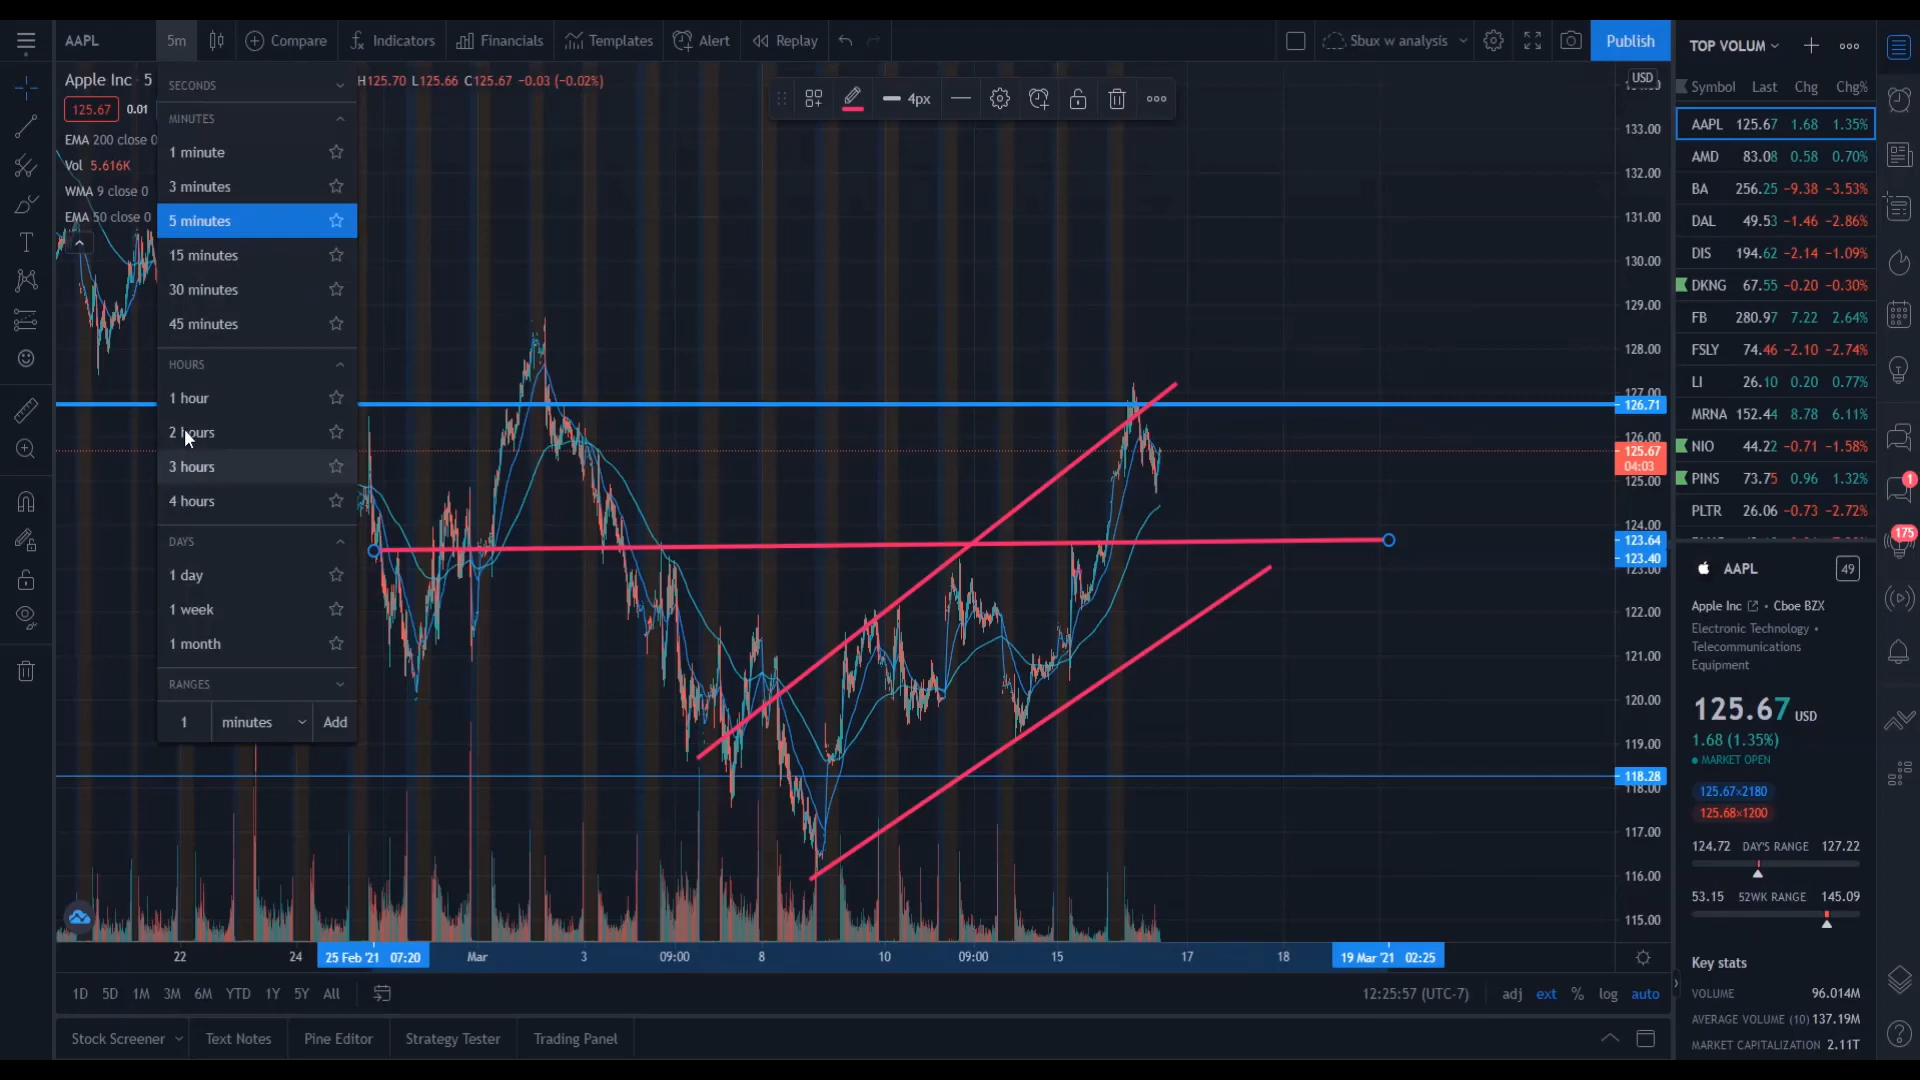 AAPL 5m Compare Indicators Financials Templates Alert Replay Sbux w analysis Publish
Apple Inc 5 H125.70 L125.66 C125.67 −0.03 (−0.02%)
125.67 0.01
EMA 200 close 0
Vol 5.616K
WMA 9 close 0
EMA 50 close 0
SECONDS
MINUTES
1 minute
3 minutes
5 minutes
15 minutes
30 minutes
45 minutes
HOURS
1 hour
2 hours
3 hours
4 hours
DAYS
1 day
1 week
1 month
RANGES
1 minutes Add
4px
USD
133.00
132.00
131.00
130.00
129.00
128.00
127.00
126.71
126.00
125.67
04:03
125.00
124.00
123.64
123.40
123.00
122.00
121.00
120.00
119.00
118.28
118.00
117.00
116.00
115.00
22 24 25 Feb '21 07:20 Mar 3 09:00 8 10 09:00 15 17 18 19 Mar '21 02:25
1D 5D 1M 3M 6M YTD 1Y 5Y All 12:25:57 (UTC-7) adj ext % log auto
Stock Screener Text Notes Pine Editor Strategy Tester Trading Panel
TOP VOLUM
Symbol Last Chg Chg%
AAPL 125.67 1.68 1.35%
AMD 83.08 0.58 0.70%
BA 256.25 −9.38 −3.53%
DAL 49.53 −1.46 −2.86%
DIS 194.62 −2.14 −1.09%
DKNG 67.55 −0.20 −0.30%
FB 280.97 7.22 2.64%
FSLY 74.46 −2.10 −2.74%
LI 26.10 0.20 0.77%
MRNA 152.44 8.78 6.11%
NIO 44.22 −0.71 −1.58%
PINS 73.75 0.96 1.32%
PLTR 26.06 −0.73 −2.72%
AAPL 49
Apple Inc • Cboe BZX
Electronic Technology •
Telecommunications
Equipment
125.67 USD
1.68 (1.35%)
MARKET OPEN
125.67×2180
125.68×1200
124.72 DAY'S RANGE 127.22
53.15 52WK RANGE 145.09
Key stats
VOLUME 96.014M
AVERAGE VOLUME (10) 137.19M
MARKET CAPITALIZATION 2.11T
1
175